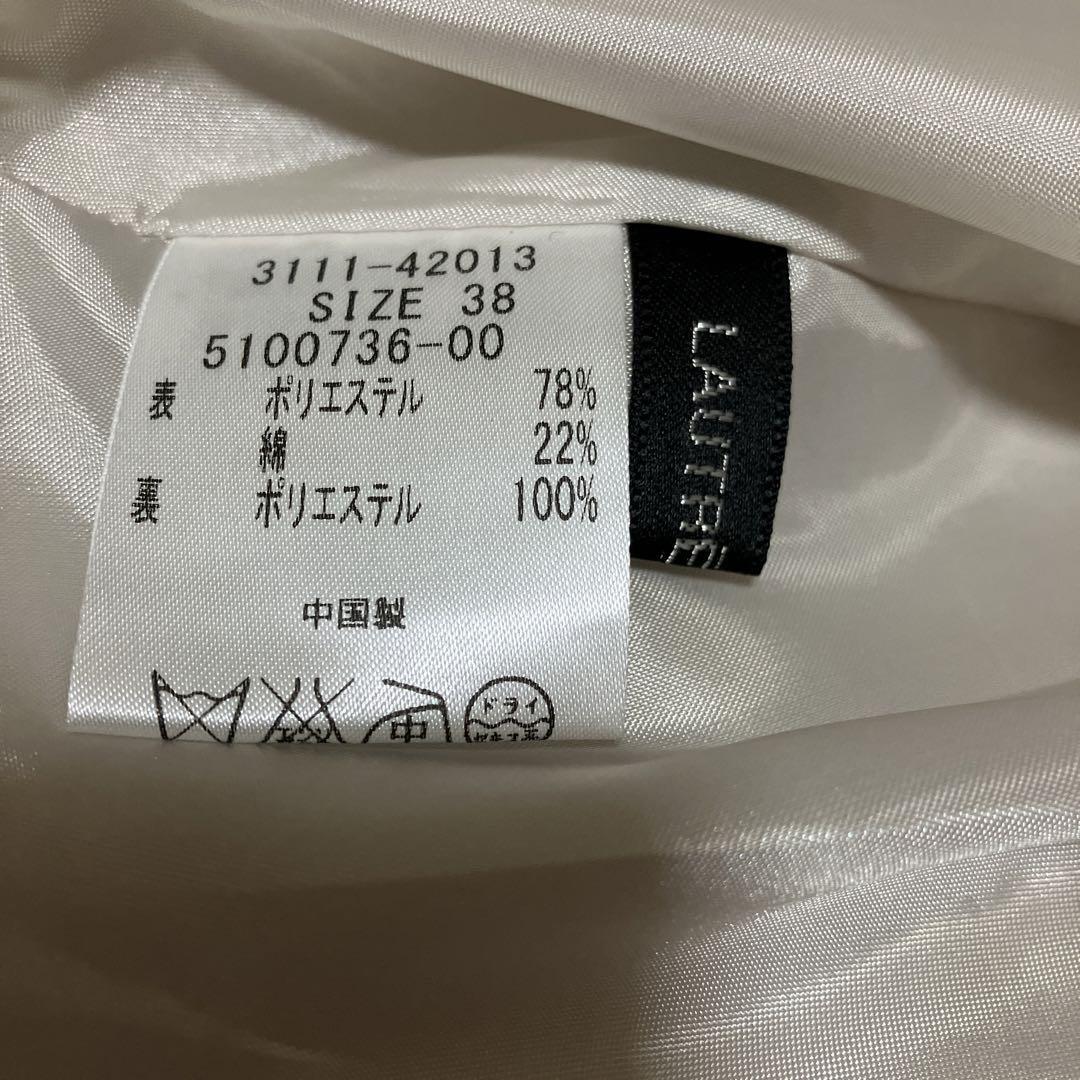 3111-42013
SIZE 38
5100736-00
表 ポリエステル 78%
綿 22%
裏 ポリエステル 100%
中国製
中
ドライ
LAUTRE